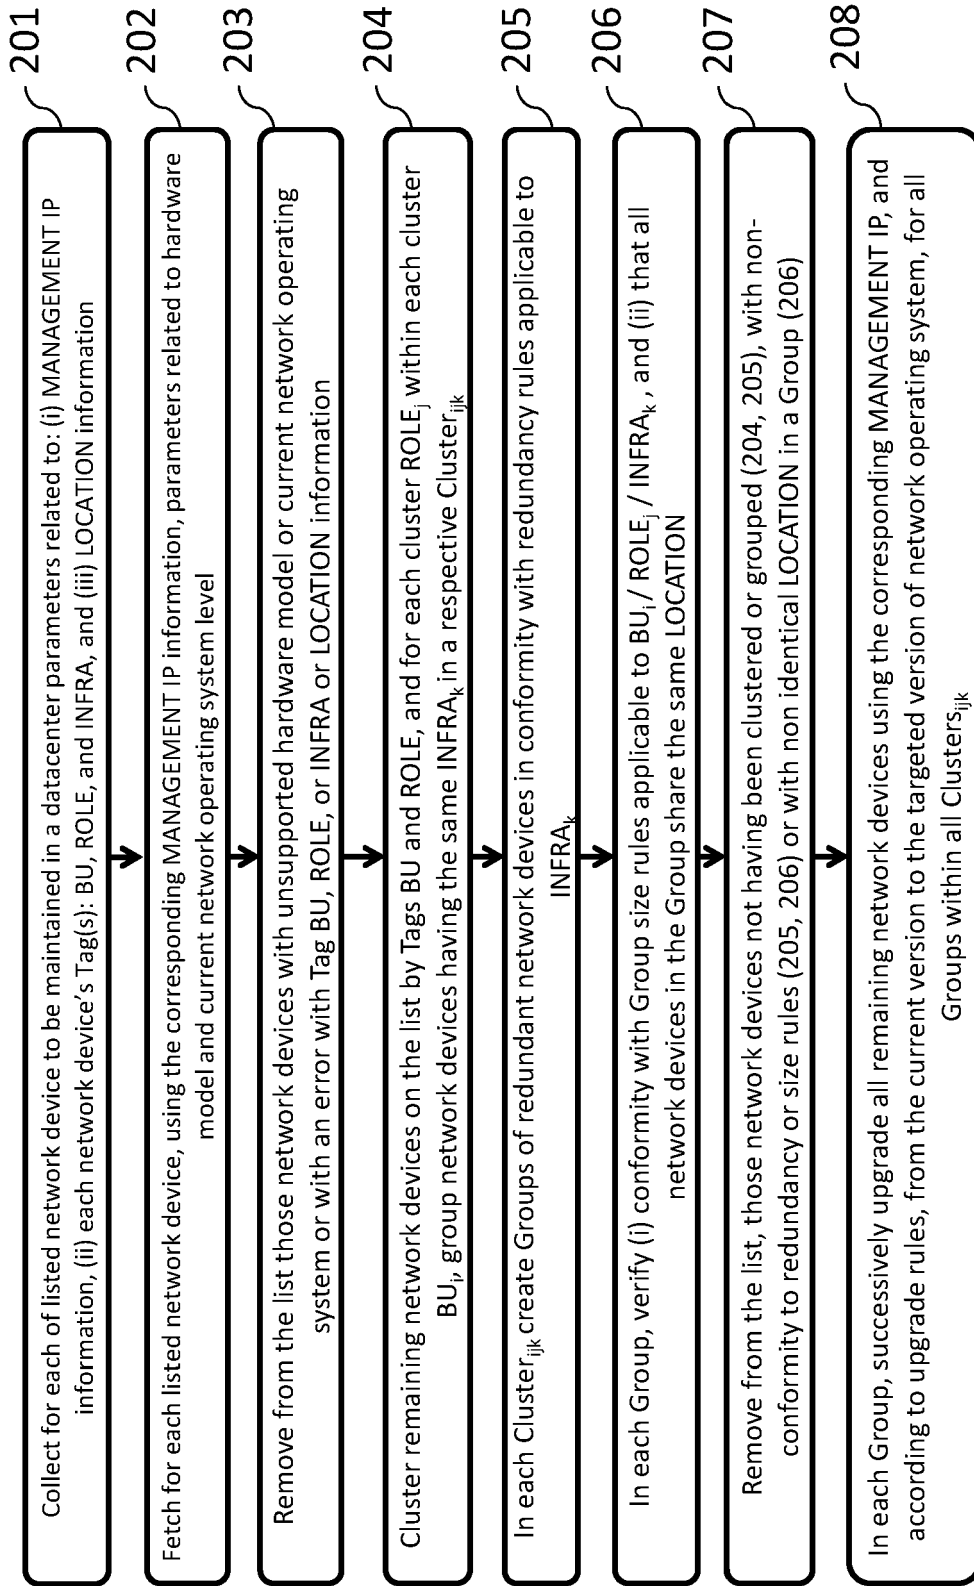 201
Collect for each of listed network device to be maintained in a datacenter parameters related to: (i) MANAGEMENT IP
information, (ii) each network device's Tag(s): BU, ROLE, and INFRA, and (iii) LOCATION information
202
Fetch for each listed network device, using the corresponding MANAGEMENT IP information, parameters related to hardware
model and current network operating system level
203
Remove from the list those network devices with unsupported hardware model or current network operating
system or with an error with Tag BU, ROLE, or INFRA or LOCATION information
204
Cluster remaining network devices on the list by Tags BU and ROLE, and for each cluster ROLEj within each cluster
BUi, group network devices having the same INFRAk in a respective Clusterijk
205
In each Clusterijk create Groups of redundant network devices in conformity with redundancy rules applicable to
INFRAk
206
In each Group, verify (i) conformity with Group size rules applicable to BUi / ROLEj / INFRAk , and (ii) that all
network devices in the Group share the same LOCATION
207
Remove from the list, those network devices not having been clustered or grouped (204, 205), with non-
conformity to redundancy or size rules (205, 206) or with non identical LOCATION in a Group (206)
208
In each Group, successively upgrade all remaining network devices using the corresponding MANAGEMENT IP, and
according to upgrade rules, from the current version to the targeted version of network operating system, for all
Groups within all Clustersijk